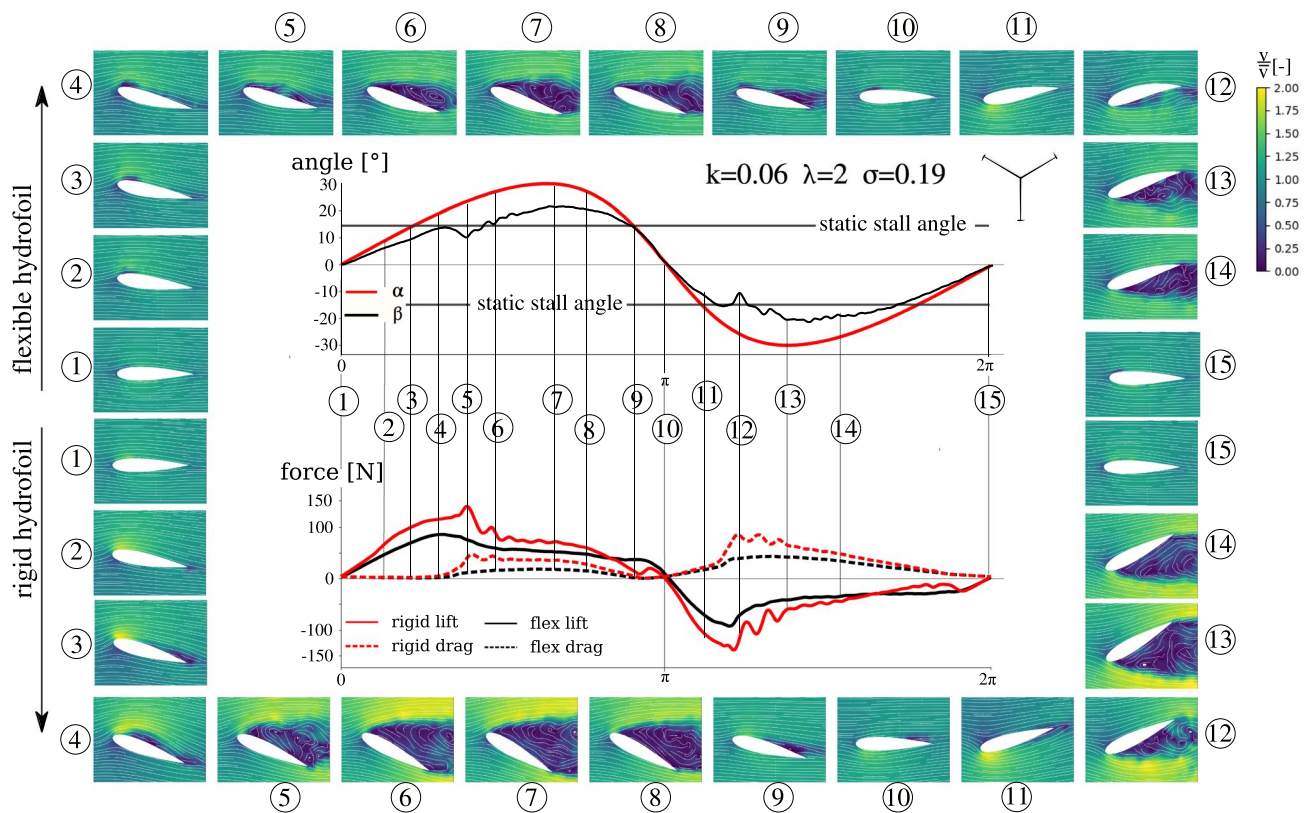 ⑤ ⑥ ⑦ ⑧ ⑩ ⑪
④ ⑫
v/v̅ [-]
2.00
1.75
1.50
1.25
1.00
0.75
0.50
0.25
0.00
flexible hydrofoil
③
②
①
rigid hydrofoil
①
②
③
④
angle [°]
k=0.06 λ=2 σ=0.19
30
20
10
0
-10
-20
-30
static stall angle
static stall angle
α
β
0 π 2π
① ③ ⑤ ⑦ ⑨ ⑪ ⑬ ⑮
② ④ ⑥ ⑧ ⑩ ⑫ ⑭
force [N]
150
100
0
-100
-150
rigid lift flex lift
rigid drag flex drag
0 π 2π
⑬
⑭
⑮
⑮
⑭
⑬
⑫
⑤ ⑥ ⑦ ⑧ ⑨ ⑩ ⑪